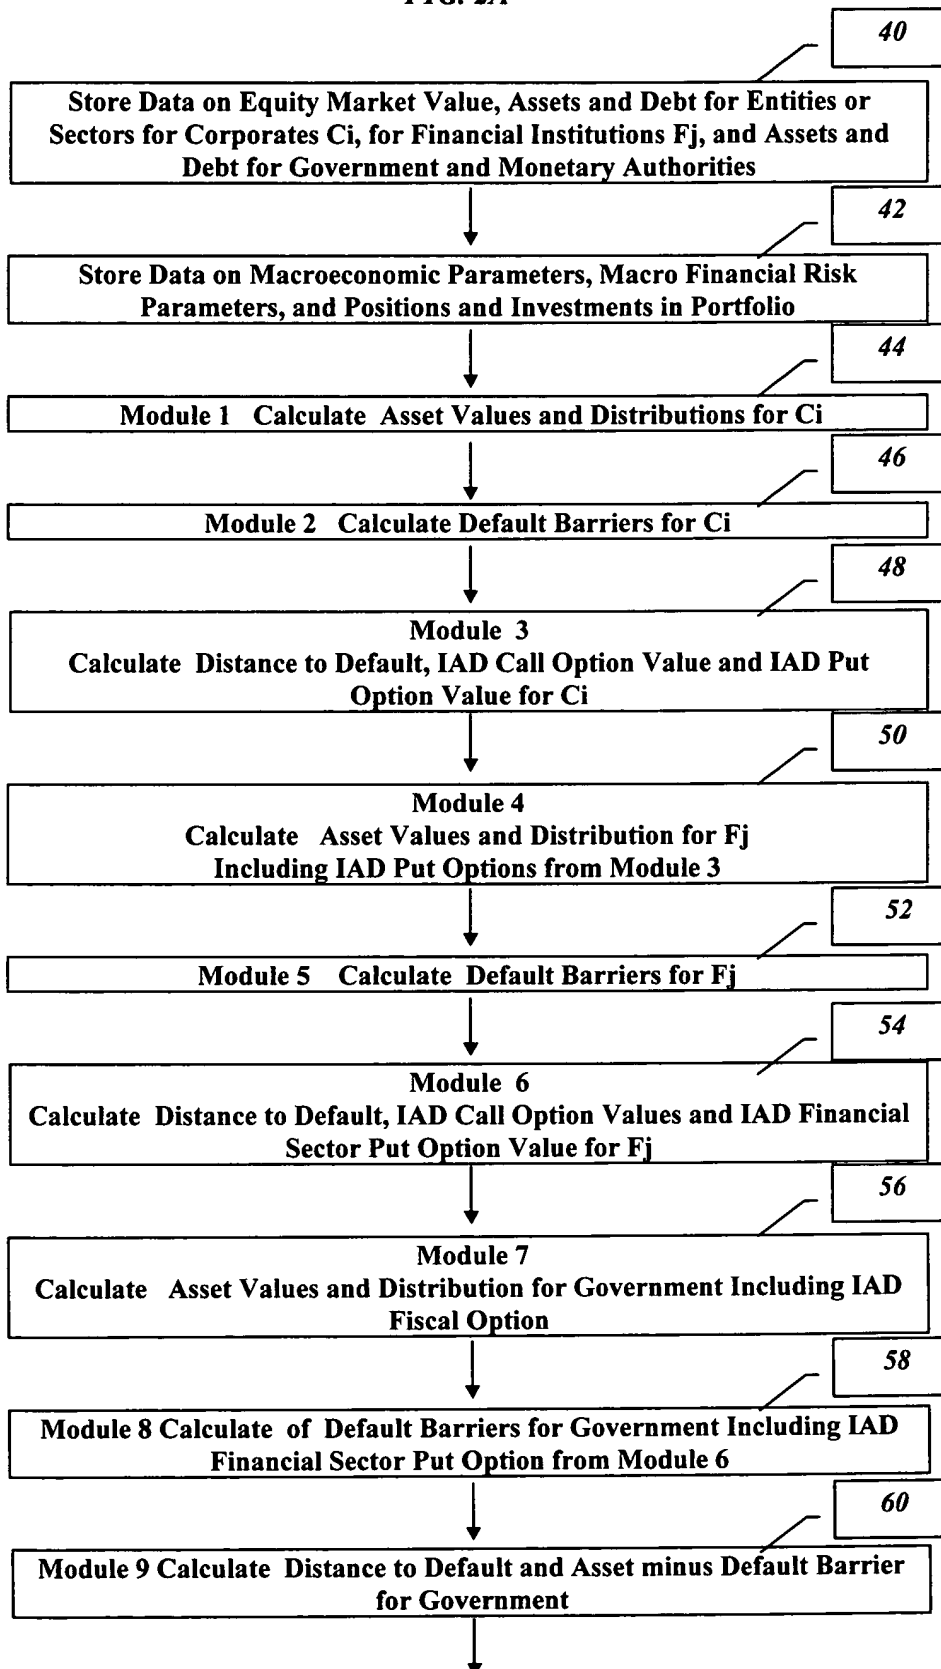 FIG. 2A
40
Store Data on Equity Market Value, Assets and Debt for Entities or
Sectors for Corporates Ci, for Financial Institutions Fj, and Assets and
Debt for Government and Monetary Authorities
42
Store Data on Macroeconomic Parameters, Macro Financial Risk
Parameters, and Positions and Investments in Portfolio
44
Module 1 Calculate Asset Values and Distributions for Ci
46
Module 2 Calculate Default Barriers for Ci
48
Module 3
Calculate Distance to Default, IAD Call Option Value and IAD Put
Option Value for Ci
50
Module 4
Calculate Asset Values and Distribution for Fj
Including IAD Put Options from Module 3
52
Module 5 Calculate Default Barriers for Fj
54
Module 6
Calculate Distance to Default, IAD Call Option Values and IAD Financial
Sector Put Option Value for Fj
56
Module 7
Calculate Asset Values and Distribution for Government Including IAD
Fiscal Option
58
Module 8 Calculate of Default Barriers for Government Including IAD
Financial Sector Put Option from Module 6
60
Module 9 Calculate Distance to Default and Asset minus Default Barrier
for Government